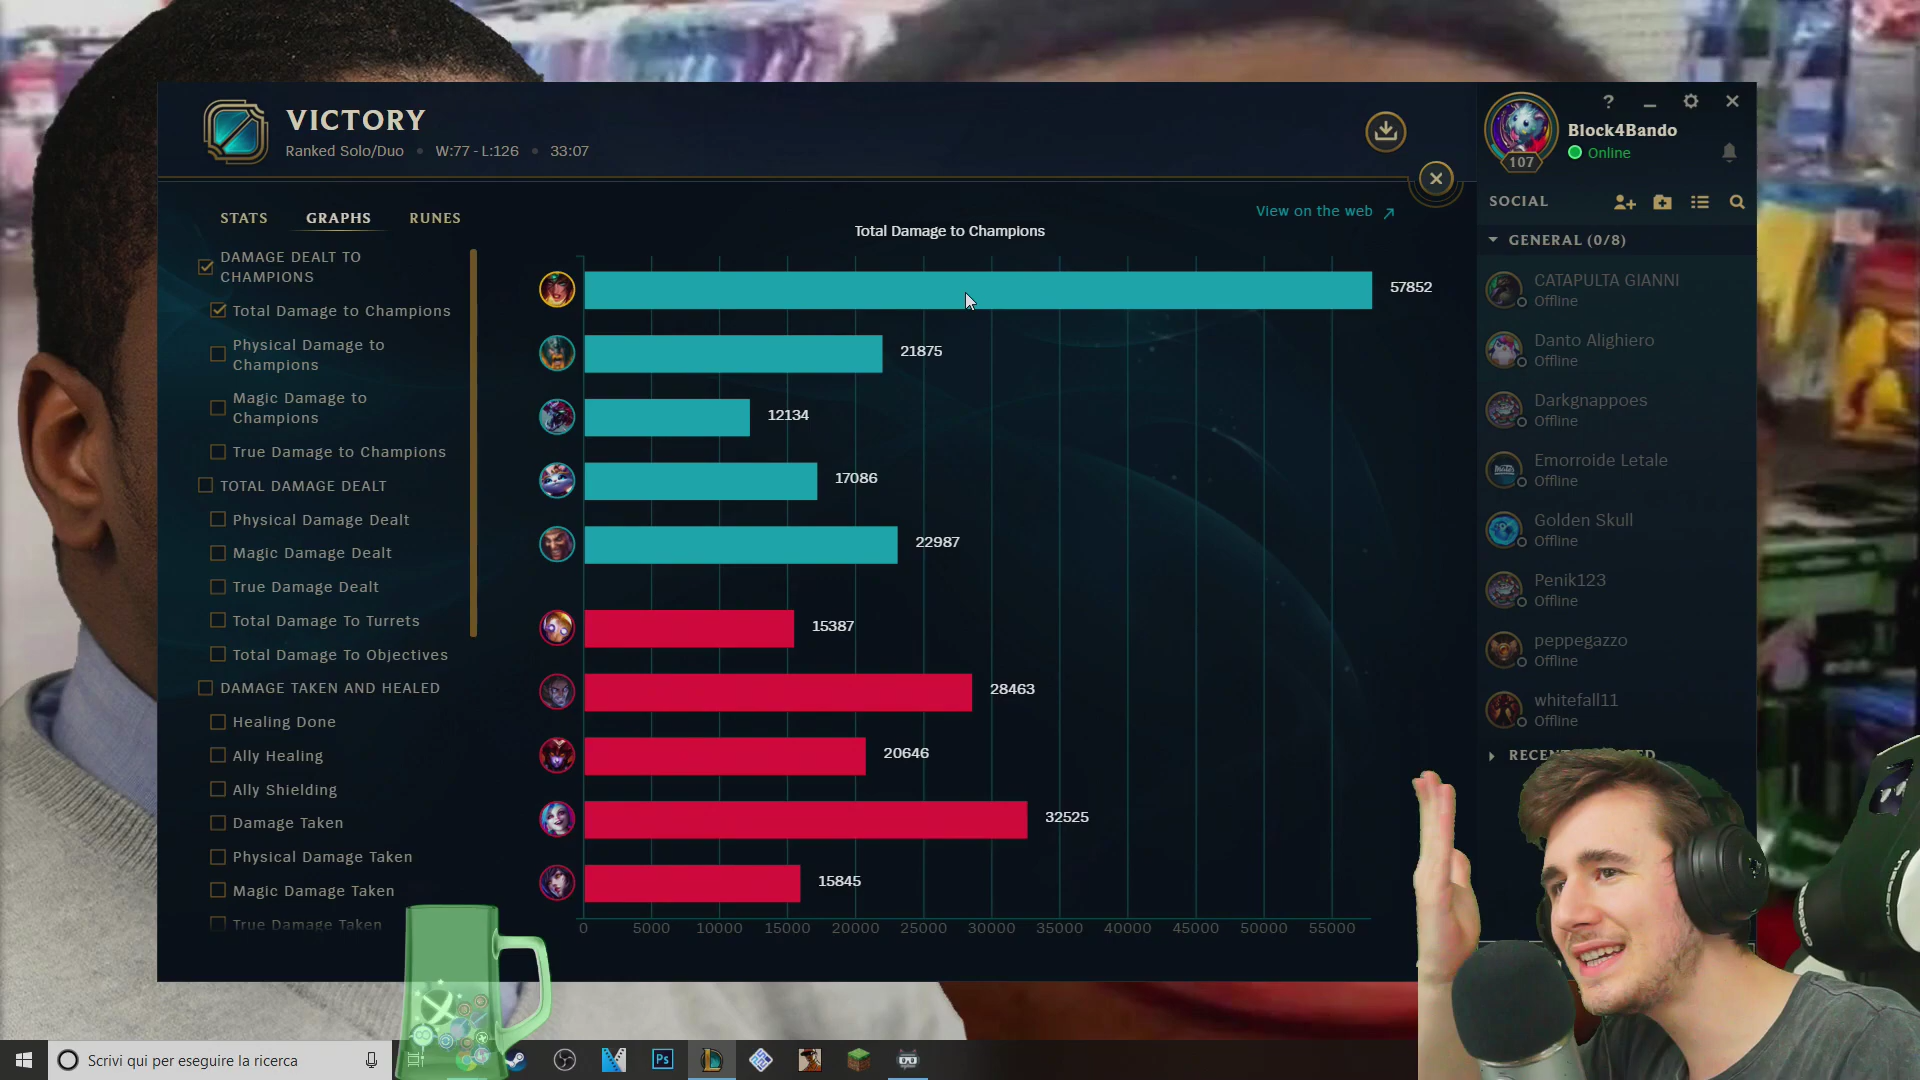 VICTORY
Ranked Solo/Duo • W:77 - L:126 • 33:07
STATS GRAPHS RUNES
View on the web
DAMAGE DEALT TO
CHAMPIONS
Total Damage to Champions
Physical Damage to
Champions
Magic Damage to
Champions
True Damage to Champions
TOTAL DAMAGE DEALT
Physical Damage Dealt
Magic Damage Dealt
True Damage Dealt
Total Damage To Turrets
Total Damage To Objectives
DAMAGE TAKEN AND HEALED
Healing Done
Ally Healing
Ally Shielding
Damage Taken
Physical Damage Taken
Magic Damage Taken
True Damage Taken
Total Damage to Champions
57852
21875
12134
17086
22987
15387
28463
20646
32525
15845
0 5000 10000 15000 20000 25000 30000 35000 40000 45000 50000 55000
?
Block4Bando
Online
107
SOCIAL
GENERAL (0/8)
CATAPULTA GIANNI
Offline
Danto Alighiero
Offline
Darkgnappoes
Offline
Emorroide Letale
Offline
Golden Skull
Offline
Penik123
Offline
peppegazzo
Offline
whitefall11
Offline
Scrivi qui per eseguire la ricerca
Ps